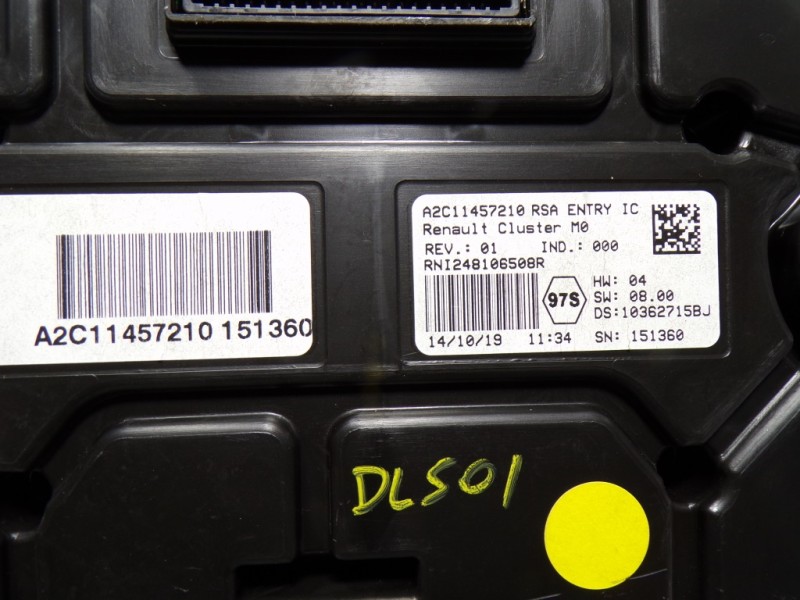 A2C11457210 151360
A2C11457210 RSA ENTRY IC
Renault Cluster M0
REV.: 01 IND.: 000
RNI248106508R
97S
HW: 04
SW: 08.00
DS:10362715BJ
14/10/19 11:34 SN: 151360
DLS01